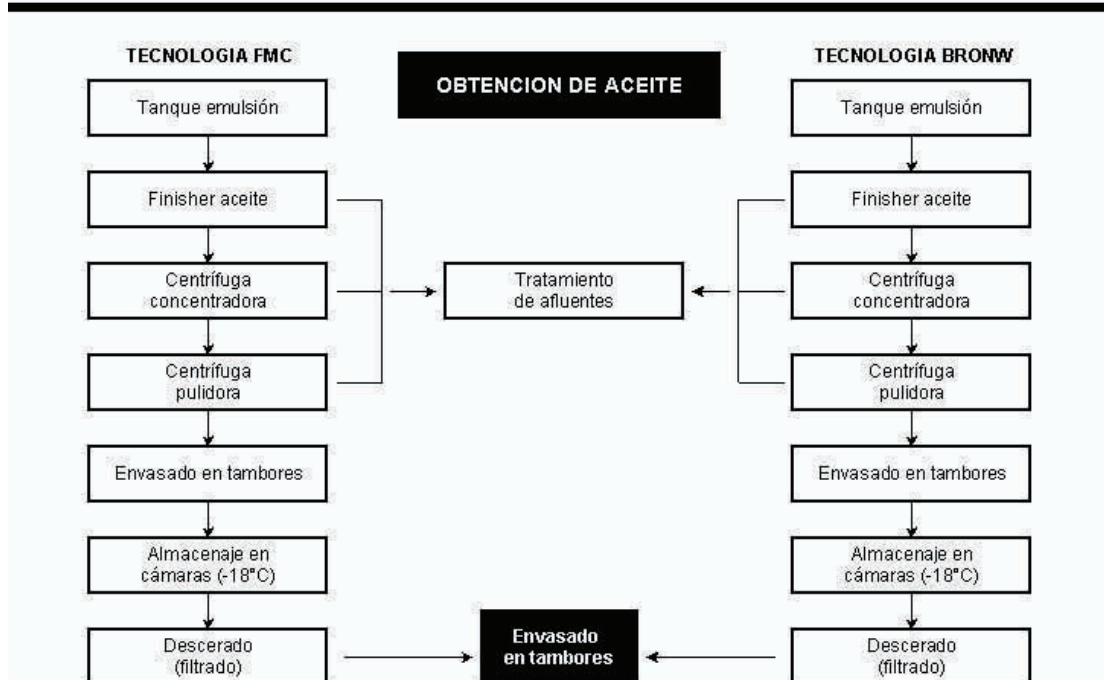 TECNOLOGIA FMC
OBTENCION DE ACEITE
TECNOLOGIA BRONW
Tanque emulsión
Finisher aceite
Centrífuga
concentradora
Centrífuga
pulidora
Envasado en tambores
Almacenaje en
cámaras (-18°C)
Descerado
(filtrado)
Tratamiento
de afluentes
Envasado
en tambores
Tanque emulsión
Finisher aceite
Centrífuga
concentradora
Centrífuga
pulidora
Envasado en tambores
Almacenaje en
cámaras (-18°C)
Descerado
(filtrado)